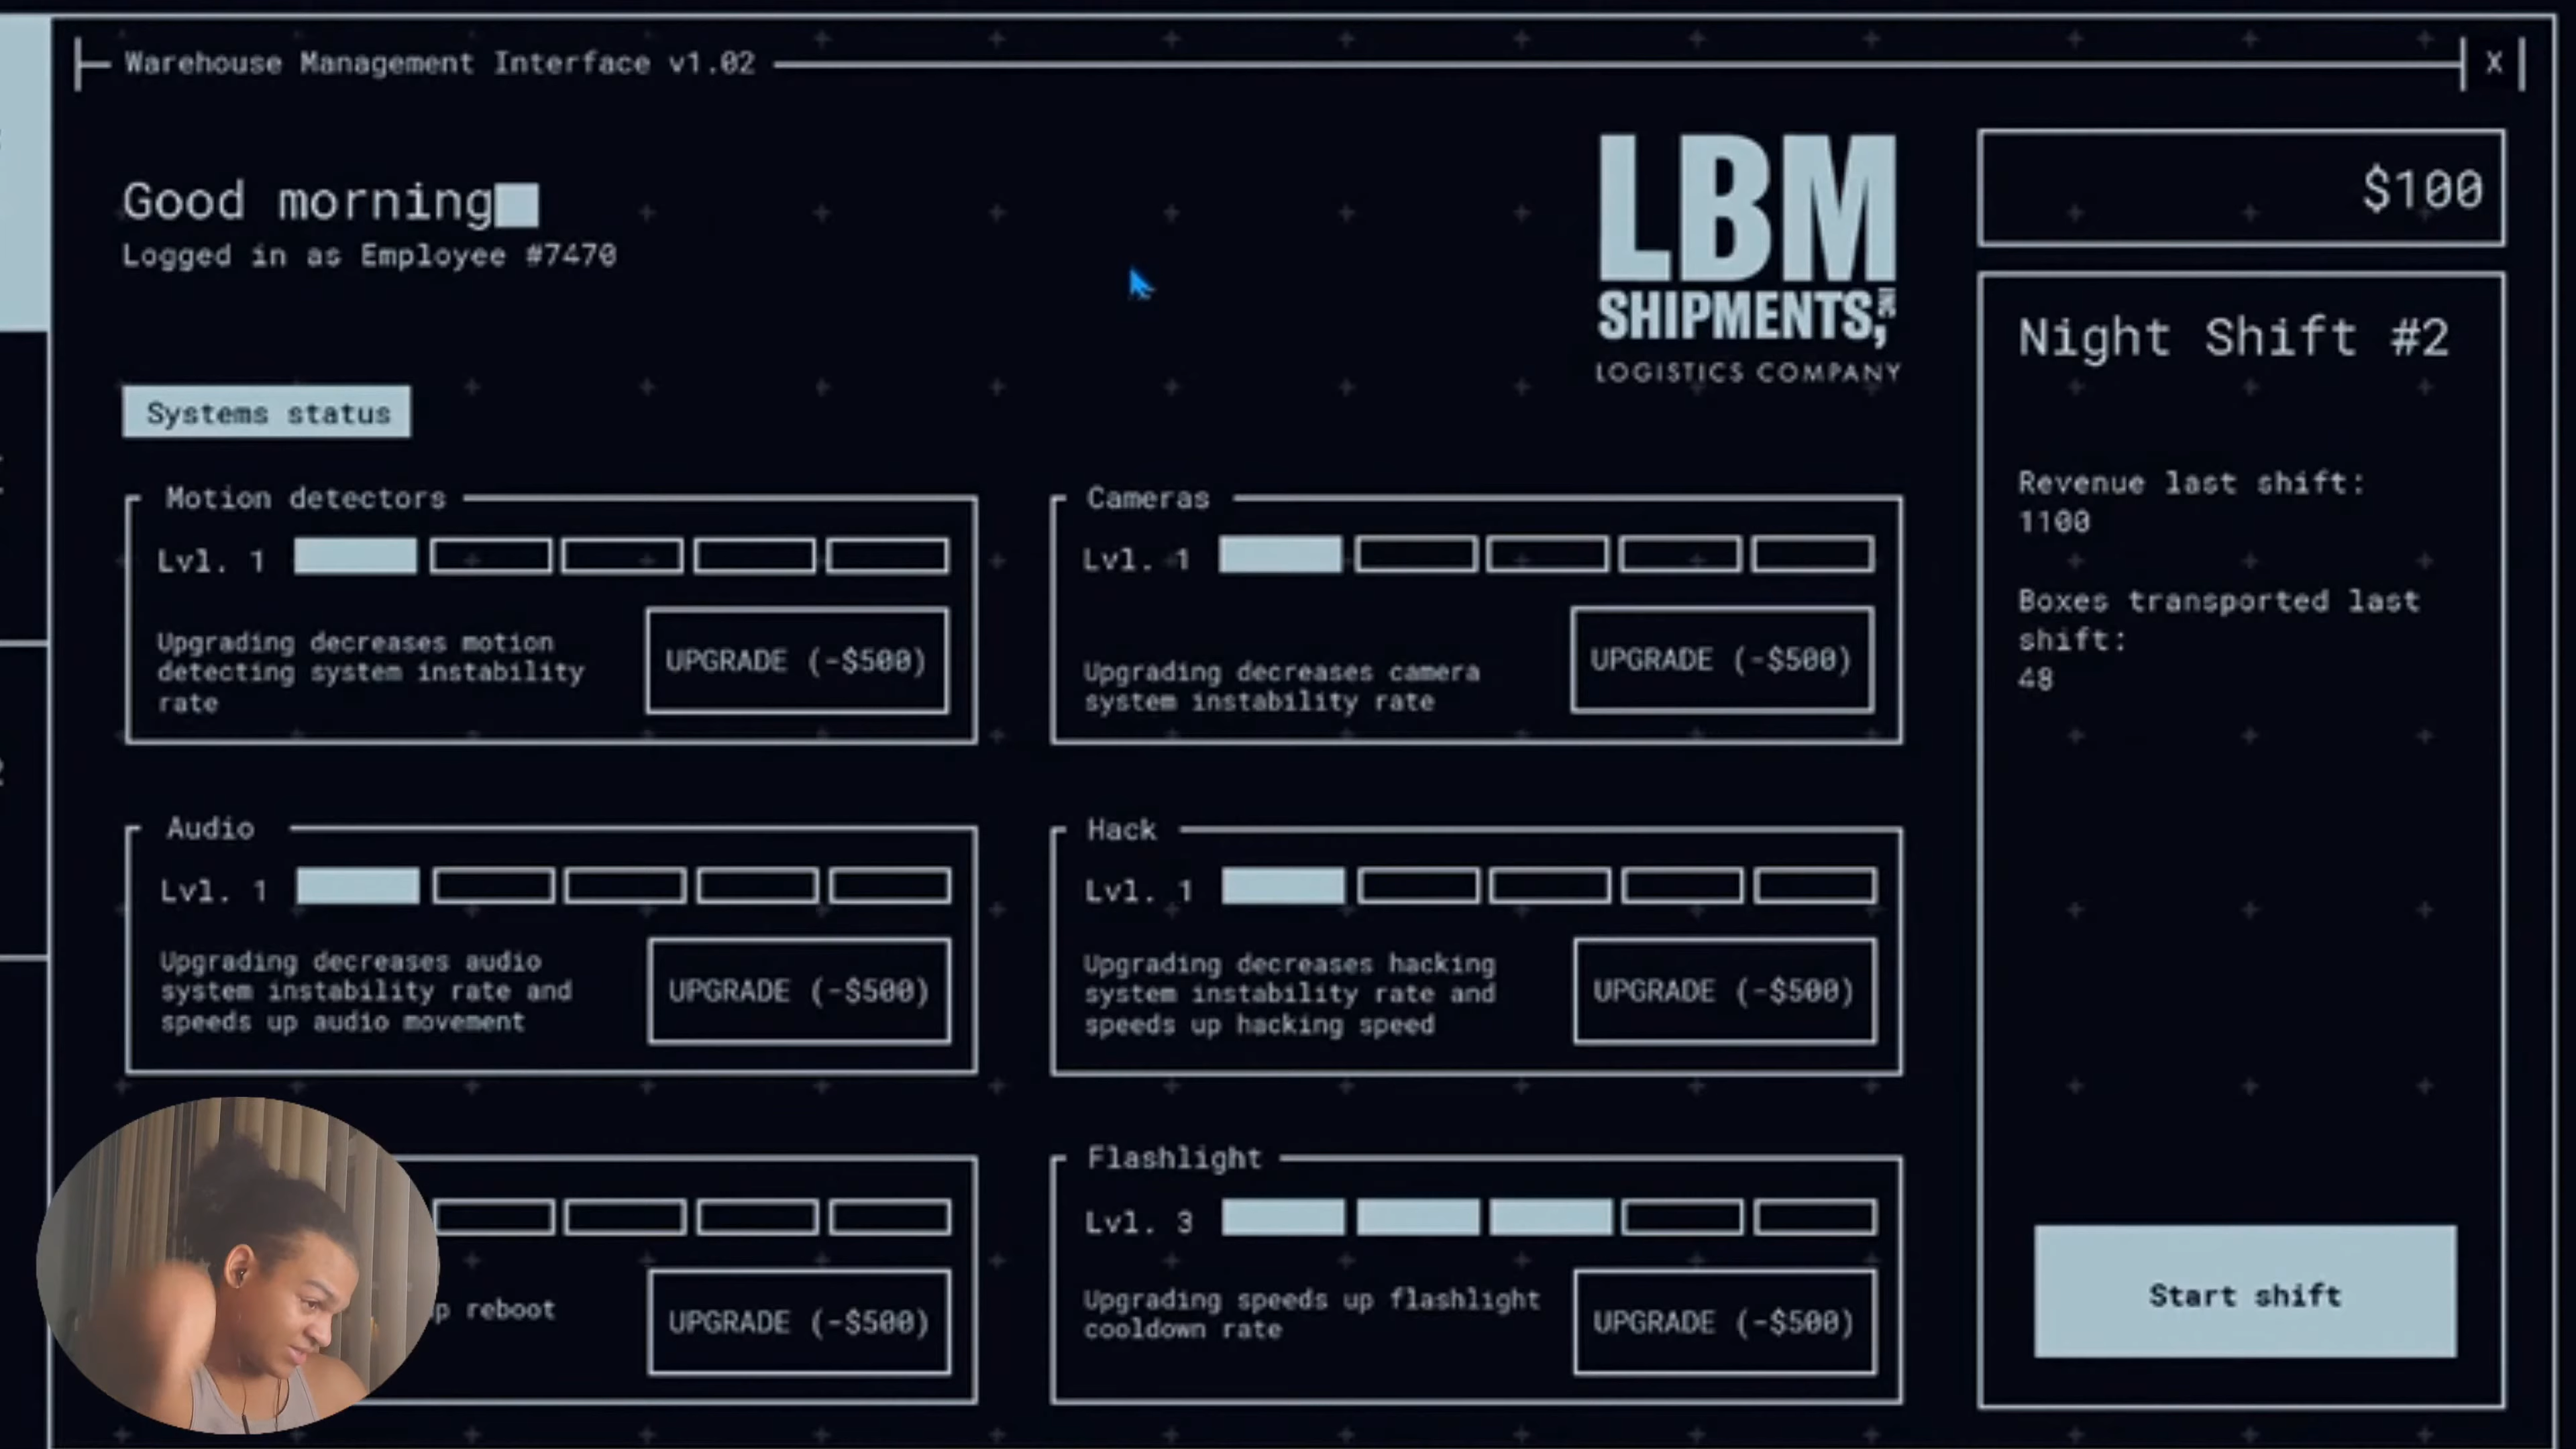 Warehouse Management Interface v1.02
X
Good morning
Logged in as Employee #7470
LBM
SHIPMENTS, INC
LOGISTICS COMPANY
$100
Systems status
Motion detectors
Lvl. 1
Upgrading decreases motion
detecting system instability
rate
UPGRADE (-$500)
Cameras
Lvl. 1
Upgrading decreases camera
system instability rate
UPGRADE (-$500)
Audio
Lvl. 1
Upgrading decreases audio
system instability rate and
speeds up audio movement
UPGRADE (-$500)
Hack
Lvl. 1
Upgrading decreases hacking
system instability rate and
speeds up hacking speed
UPGRADE (-$500)
reboot
UPGRADE (-$500)
Flashlight
Lvl. 3
Upgrading speeds up flashlight
cooldown rate
UPGRADE (-$500)
Night Shift #2
Revenue last shift:
1100
Boxes transported last
shift:
48
Start shift